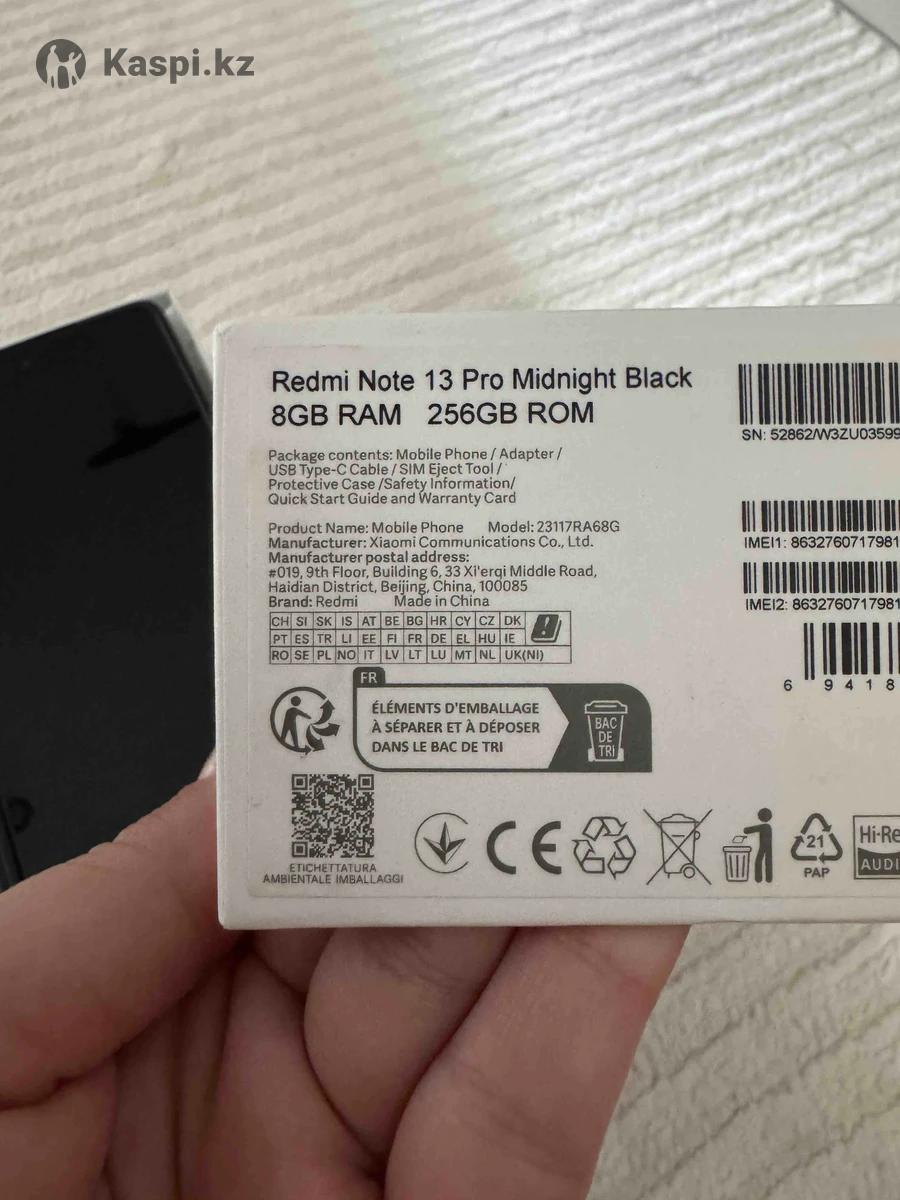 Kaspi.kz
Redmi Note 13 Pro Midnight Black
8GB RAM 256GB ROM
Package contents: Mobile Phone / Adapter /
USB Type-C Cable / SIM Eject Tool /
Protective Case /Safety Information/
Quick Start Guide and Warranty Card
Product Name: Mobile Phone Model: 23117RA68G
Manufacturer: Xiaomi Communications Co., Ltd.
Manufacturer postal address:
#019, 9th Floor, Building 6, 33 Xi'erqi Middle Road,
Haidian District, Beijing, China, 100085
Brand: Redmi Made in China
CH SI SK IS AT BE BG HR CY CZ DK
PT ES TR LI EE FI FR DE EL HU IE
RO SE PL NO IT LV LT LU MT NL UK(NI)
FR
ÉLÉMENTS D'EMBALLAGE
À SÉPARER ET À DÉPOSER
DANS LE BAC DE TRI
BAC
DE
TRI
ETICHETTATURA
AMBIENTALE IMBALLAGGI
CE
21
PAP
Hi-Re
AUDI
SN: 52862/W3ZU03599
IMEI1: 8632760717981
IMEI2: 8632760717981
6 9418